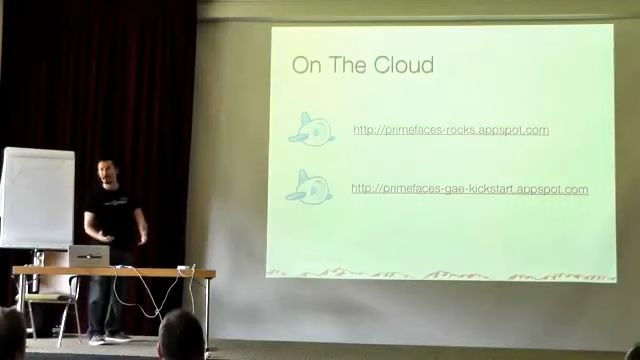 On The Cloud
http://primefaces-rocks.appspot.com
http://primefaces-gae-kickstart.appspot.com